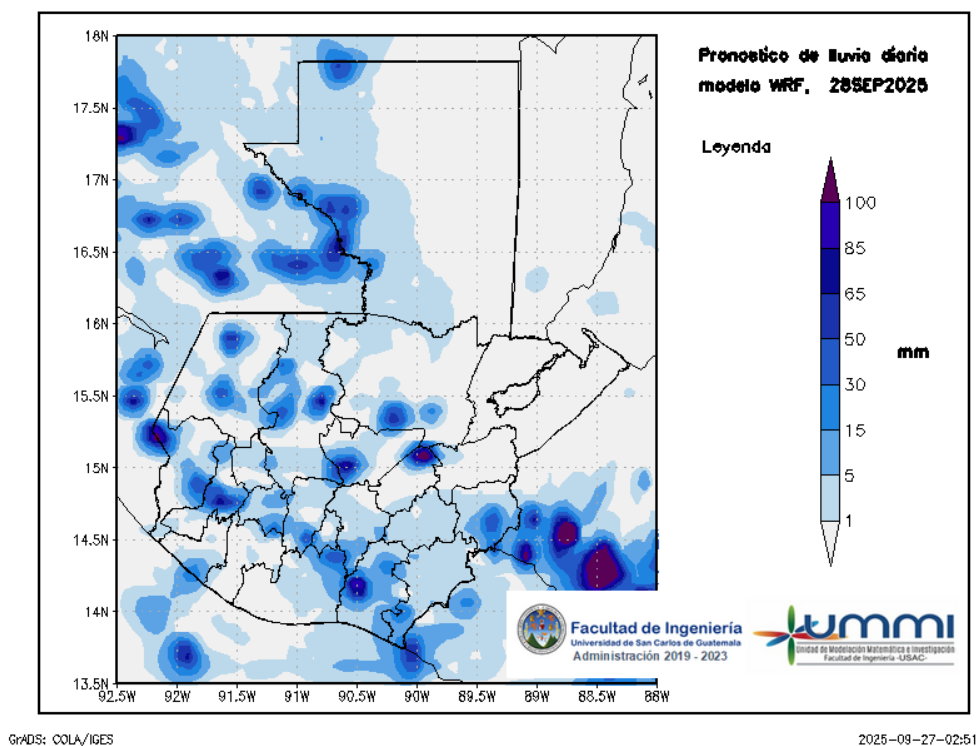 Pronostico de lluvia diaria
modelo WRF, 28SEP2025
Leyenda
100
85
65
50
30
15
5
1
mm
18N
17.5N
17N
16.5N
16N
15.5N
15N
14.5N
14N
13.5N
92.5W
92W
91.5W
91W
90.5W
90W
89.5W
89W
88.5W
88W
Facultad de Ingeniería
Universidad de San Carlos de Guatemala
Administración 2019 - 2023
ummi
Unidad de Modelación Matemática e Investigación
Facultad de Ingeniería -USAC-
GrADS: COLA/IGES
2025-09-27-02:51